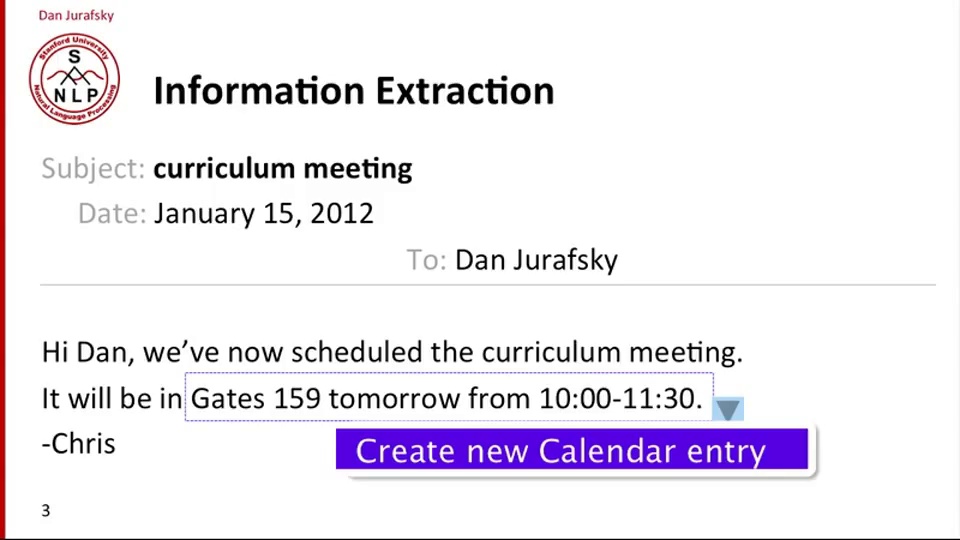 Dan Jurafsky
Stanford University
S
NLP
Natural Language Processing
Information Extraction
Subject: curriculum meeting
Date: January 15, 2012
To: Dan Jurafsky
Hi Dan, we’ve now scheduled the curriculum meeting.
It will be in Gates 159 tomorrow from 10:00-11:30.
-Chris
Create new Calendar entry
3